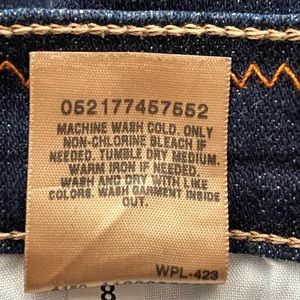 052177457552
MACHINE WASH COLD. ONLY
NON-CHLORINE BLEACH IF
NEEDED. TUMBLE DRY MEDIUM.
WARM IRON IF NEEDED.
WASH AND DRY WITH LIKE
COLORS. WASH GARMENT INSIDE
OUT.
WPL-423
8